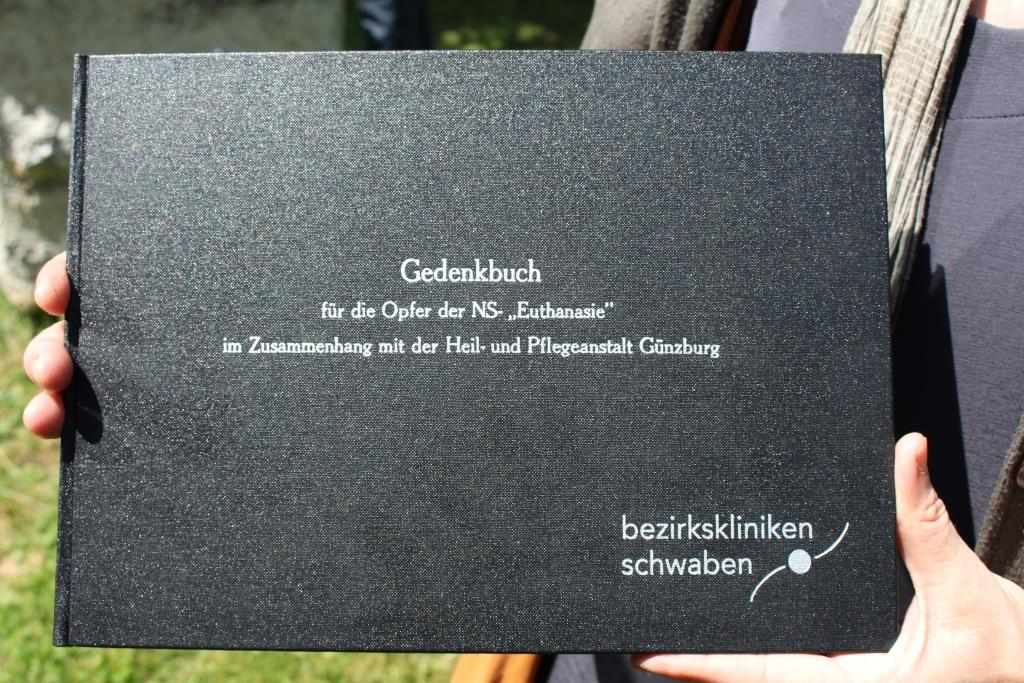 Gedenkbuch
für die Opfer der NS- „Euthanasie"
im Zusammenhang mit der Heil- und Pflegeanstalt Günzburg
bezirkskliniken
schwaben